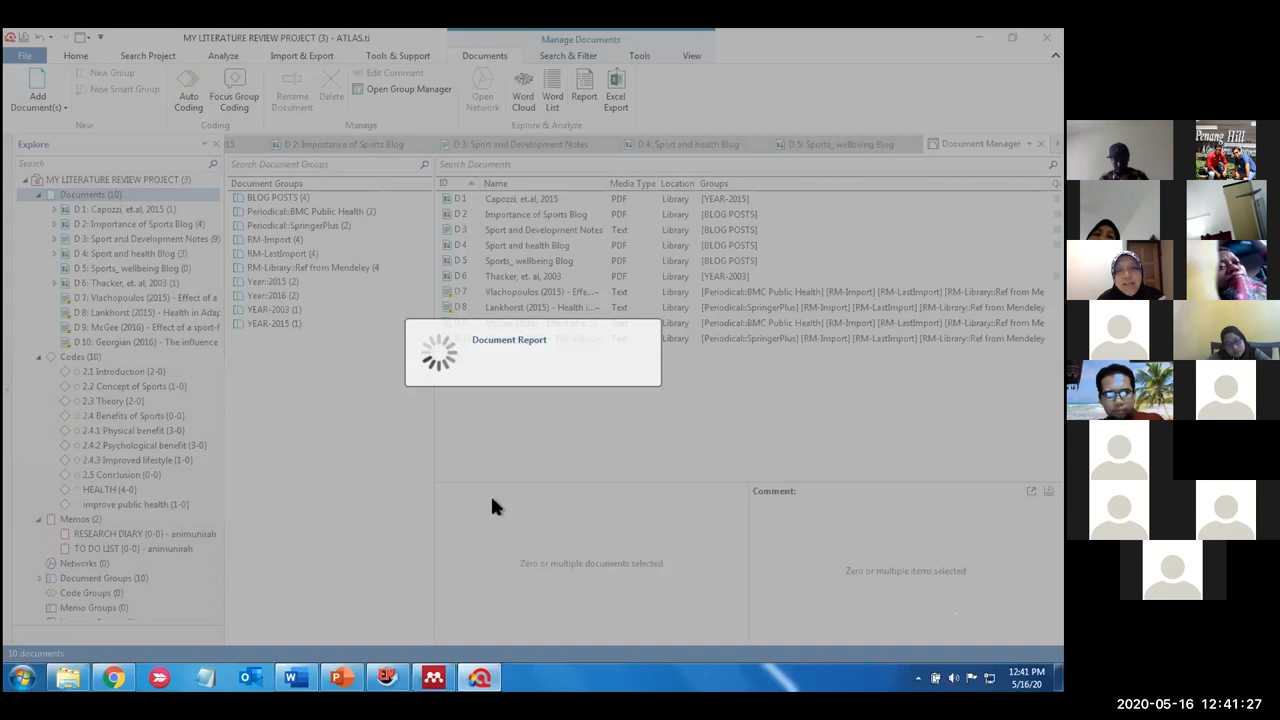 MY LITERATURE REVIEW PROJECT (3) - ATLAS.ti
Manage Documents
File
Home
Search Project
Analyze
Import & Export
Tools & Support
Documents
Search & Filter
Tools
View
Add Document(s)
New Group
New Smart Group
Auto Coding
Focus Group Coding
Rename Document
Delete
Edit Comment
Open Group Manager
Open Network
Word Cloud
Word List
Report
Excel Export
New
Coding
Manage
Explore & Analyze
Explore
015
D 2: Importance of Sports Blog
D 3: Sport and Development Notes
D 4: Sport and health Blog
D 5: Sports_ wellbeing Blog
Document Manager
Search
Search Document Groups
Search Documents
MY LITERATURE REVIEW PROJECT (3)
Documents (10)
D 1: Capozzi, et.al, 2015 (1)
D 2: Importance of Sports Blog (4)
D 3: Sport and Development Notes (9)
D 4: Sport and health Blog (3)
D 5: Sports_ wellbeing Blog (0)
D 6: Thacker, et. al, 2003 (1)
D 7: Vlachopoulos (2015) - Effect of a
D 8: Lankhorst (2015) - Health in Adap
D 9: McGee (2016) - Effect of a sport-f
D 10: Georgian (2016) - The influence
Codes (10)
2.1 Introduction (2-0)
2.2 Concept of Sports (1-0)
2.3 Theory (2-0)
2.4 Benefits of Sports (0-0)
2.4.1 Physical benefit (3-0)
2.4.2 Psychological benefit (3-0)
2.4.3 Improved lifestyle (1-0)
2.5 Conclusion (0-0)
HEALTH (4-0)
improve public health (1-0)
Memos (2)
RESEARCH DIARY (0-0) - animunirah
TO DO LIST (0-0) - animunirah
Networks (0)
Document Groups (10)
Code Groups (0)
Memo Groups (0)
Document Groups
BLOG POSTS (4)
Periodical::BMC Public Health (2)
Periodical::SpringerPlus (2)
RM-Import (4)
RM-LastImport (4)
RM-Library::Ref from Mendeley (4
Year::2015 (2)
Year::2016 (2)
YEAR-2003 (1)
YEAR-2015 (1)
ID Name Media Type Location Groups
D 1 Capozzi, et.al, 2015 PDF Library [YEAR-2015]
D 2 Importance of Sports Blog PDF Library [BLOG POSTS]
D 3 Sport and Development Notes Text Library [BLOG POSTS]
D 4 Sport and health Blog PDF Library [BLOG POSTS]
D 5 Sports_ wellbeing Blog PDF Library [BLOG POSTS]
D 6 Thacker, et. al, 2003 PDF Library [YEAR-2003]
D 7 Vlachopoulos (2015) - Effe...~ Text Library [Periodical::BMC Public Health] [RM-Import] [RM-LastImport] [RM-Library::Ref from Me
D 8 Lankhorst (2015) - Health i...~ Text Library [Periodical::SpringerPlus] [RM-Import] [RM-LastImport] [RM-Library::Ref from Mendeley
Library [Periodical::BMC Public Health] [RM-Import] [RM-LastImport] [RM-Library::Ref from Me
Library [Periodical::SpringerPlus] [RM-Import] [RM-LastImport] [RM-Library::Ref from Mendeley
Document Report
Comment:
Zero or multiple documents selected
Zero or multiple items selected
10 documents
12:41 PM
5/16/20
Penang Hill
2020-05-16 12:41:27